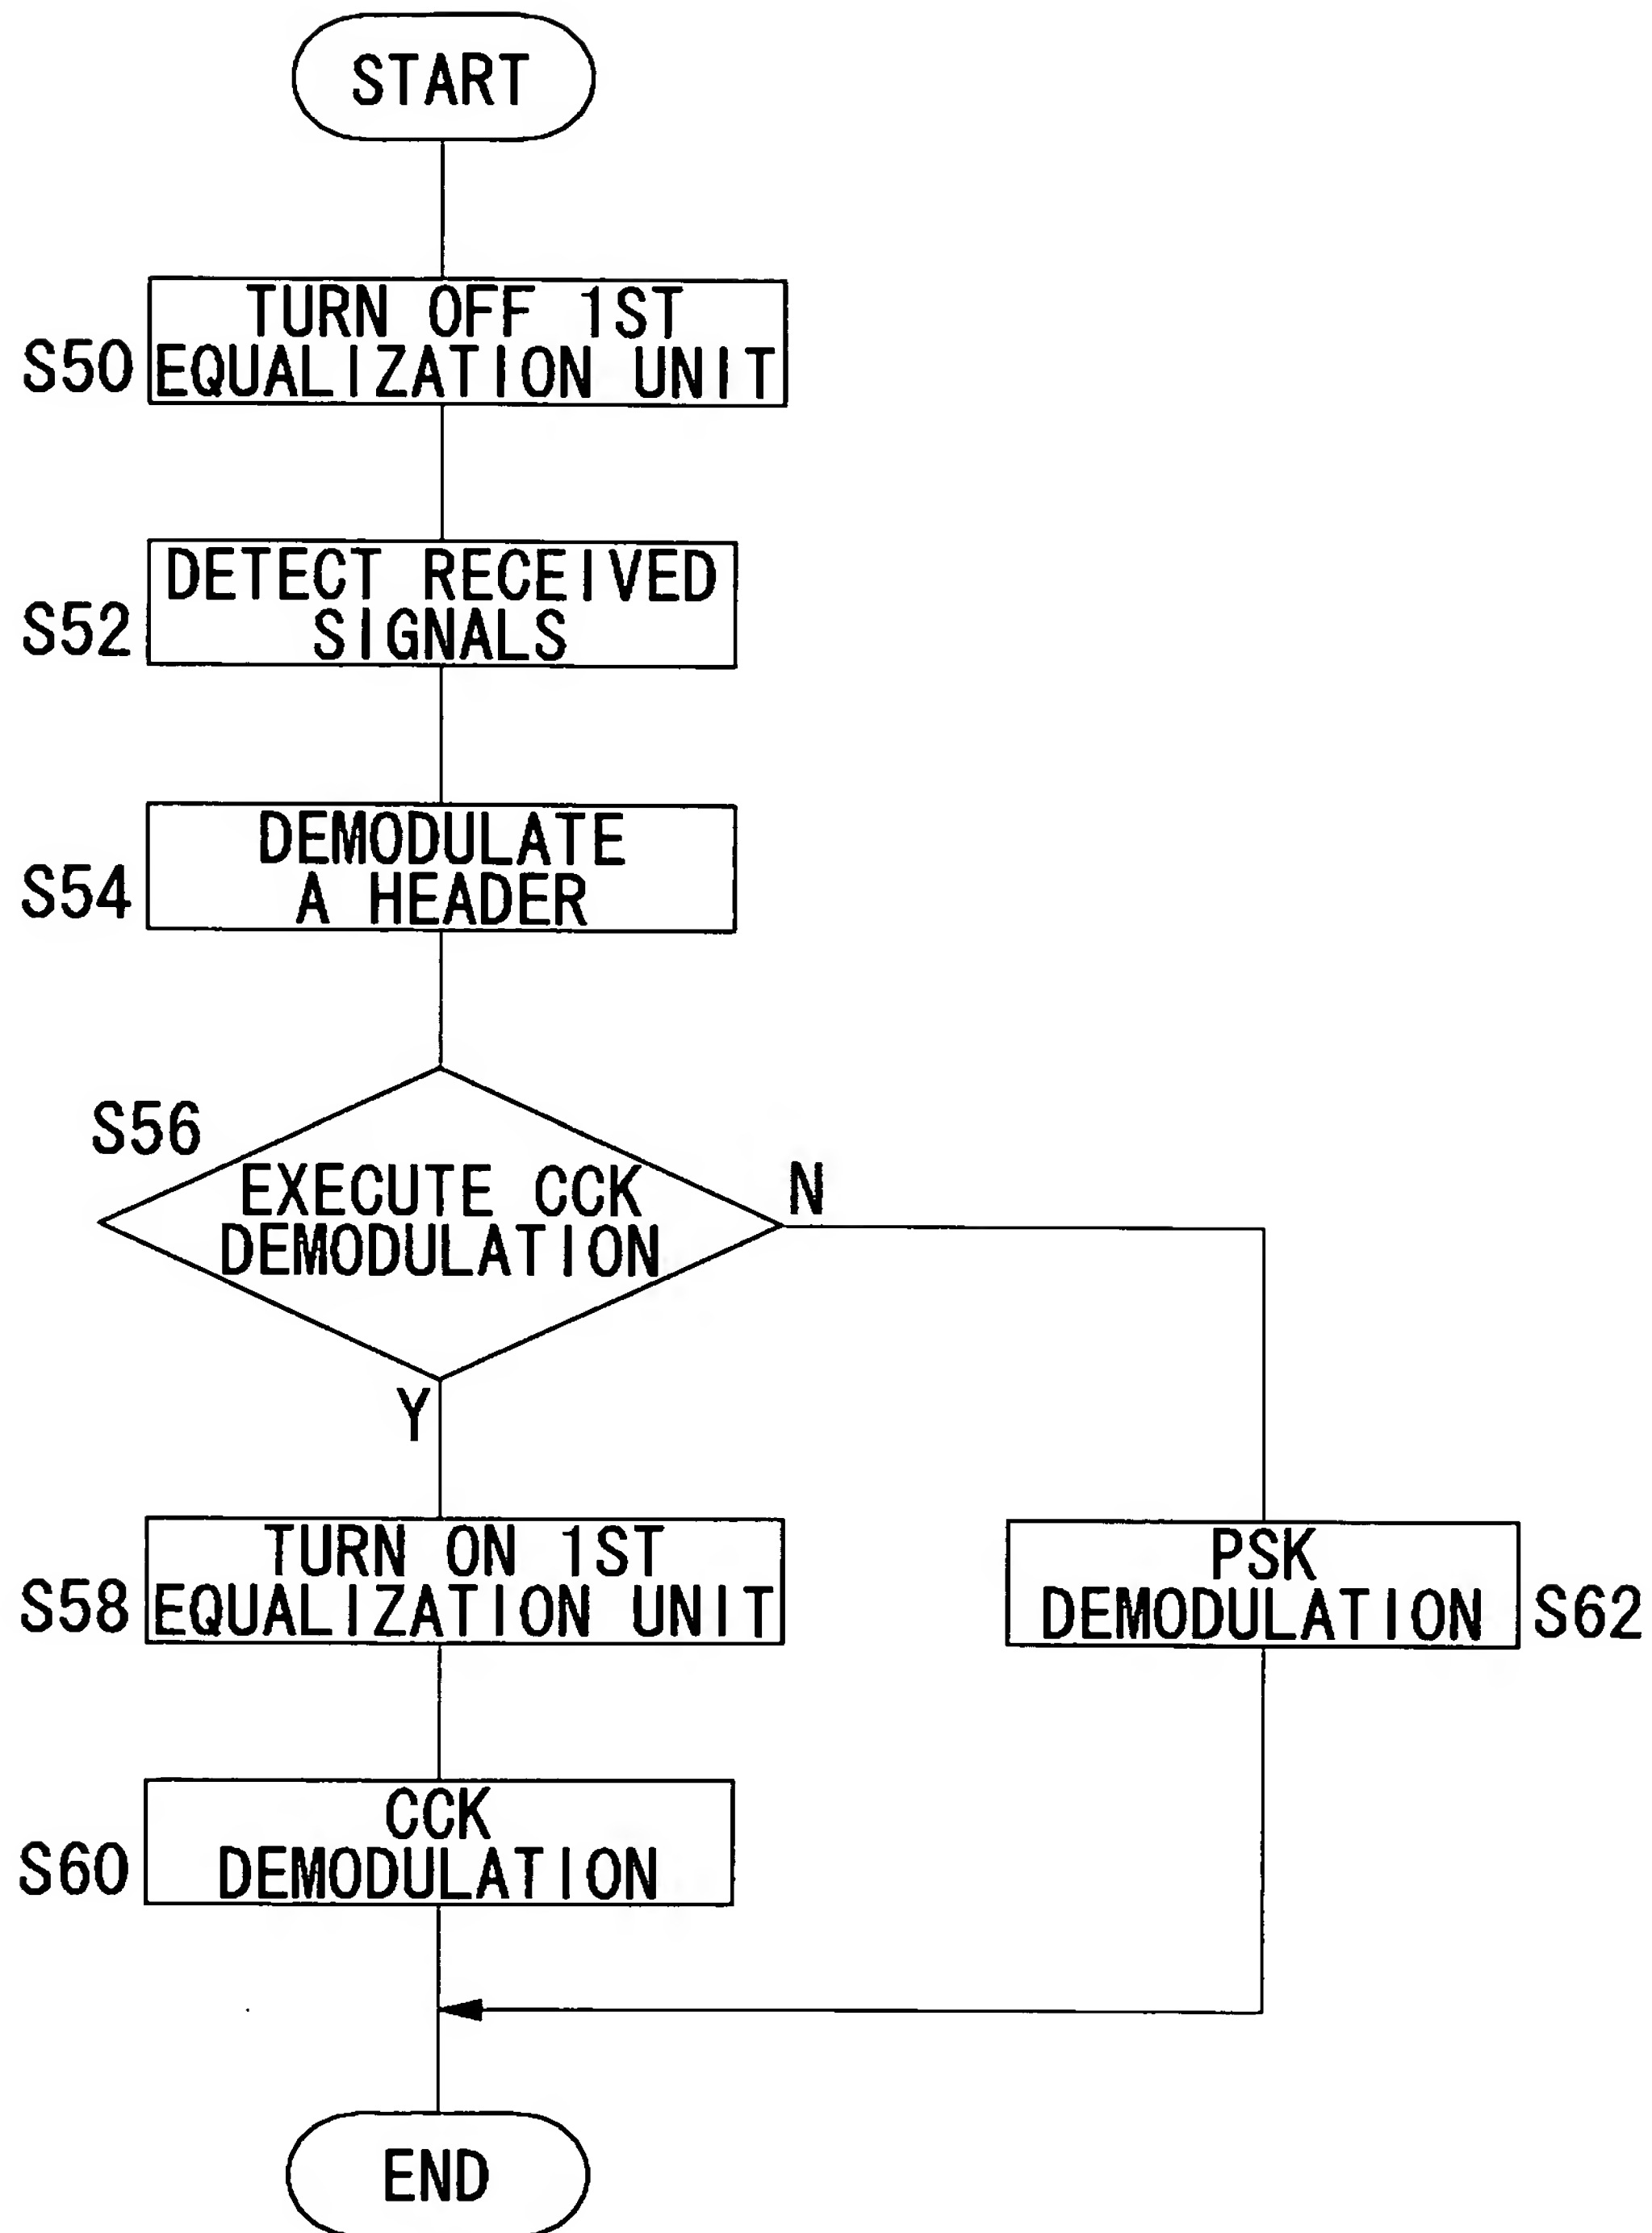 START
TURN OFF 1ST
S50 EQUALIZATION UNIT
DETECT RECEIVED
S52 SIGNALS
DEMODULATE
S54 A HEADER
S56
EXECUTE CCK
DEMODULATION
N
Y
TURN ON 1ST
S58 EQUALIZATION UNIT
PSK
DEMODULATION S62
CCK
S60 DEMODULATION
END